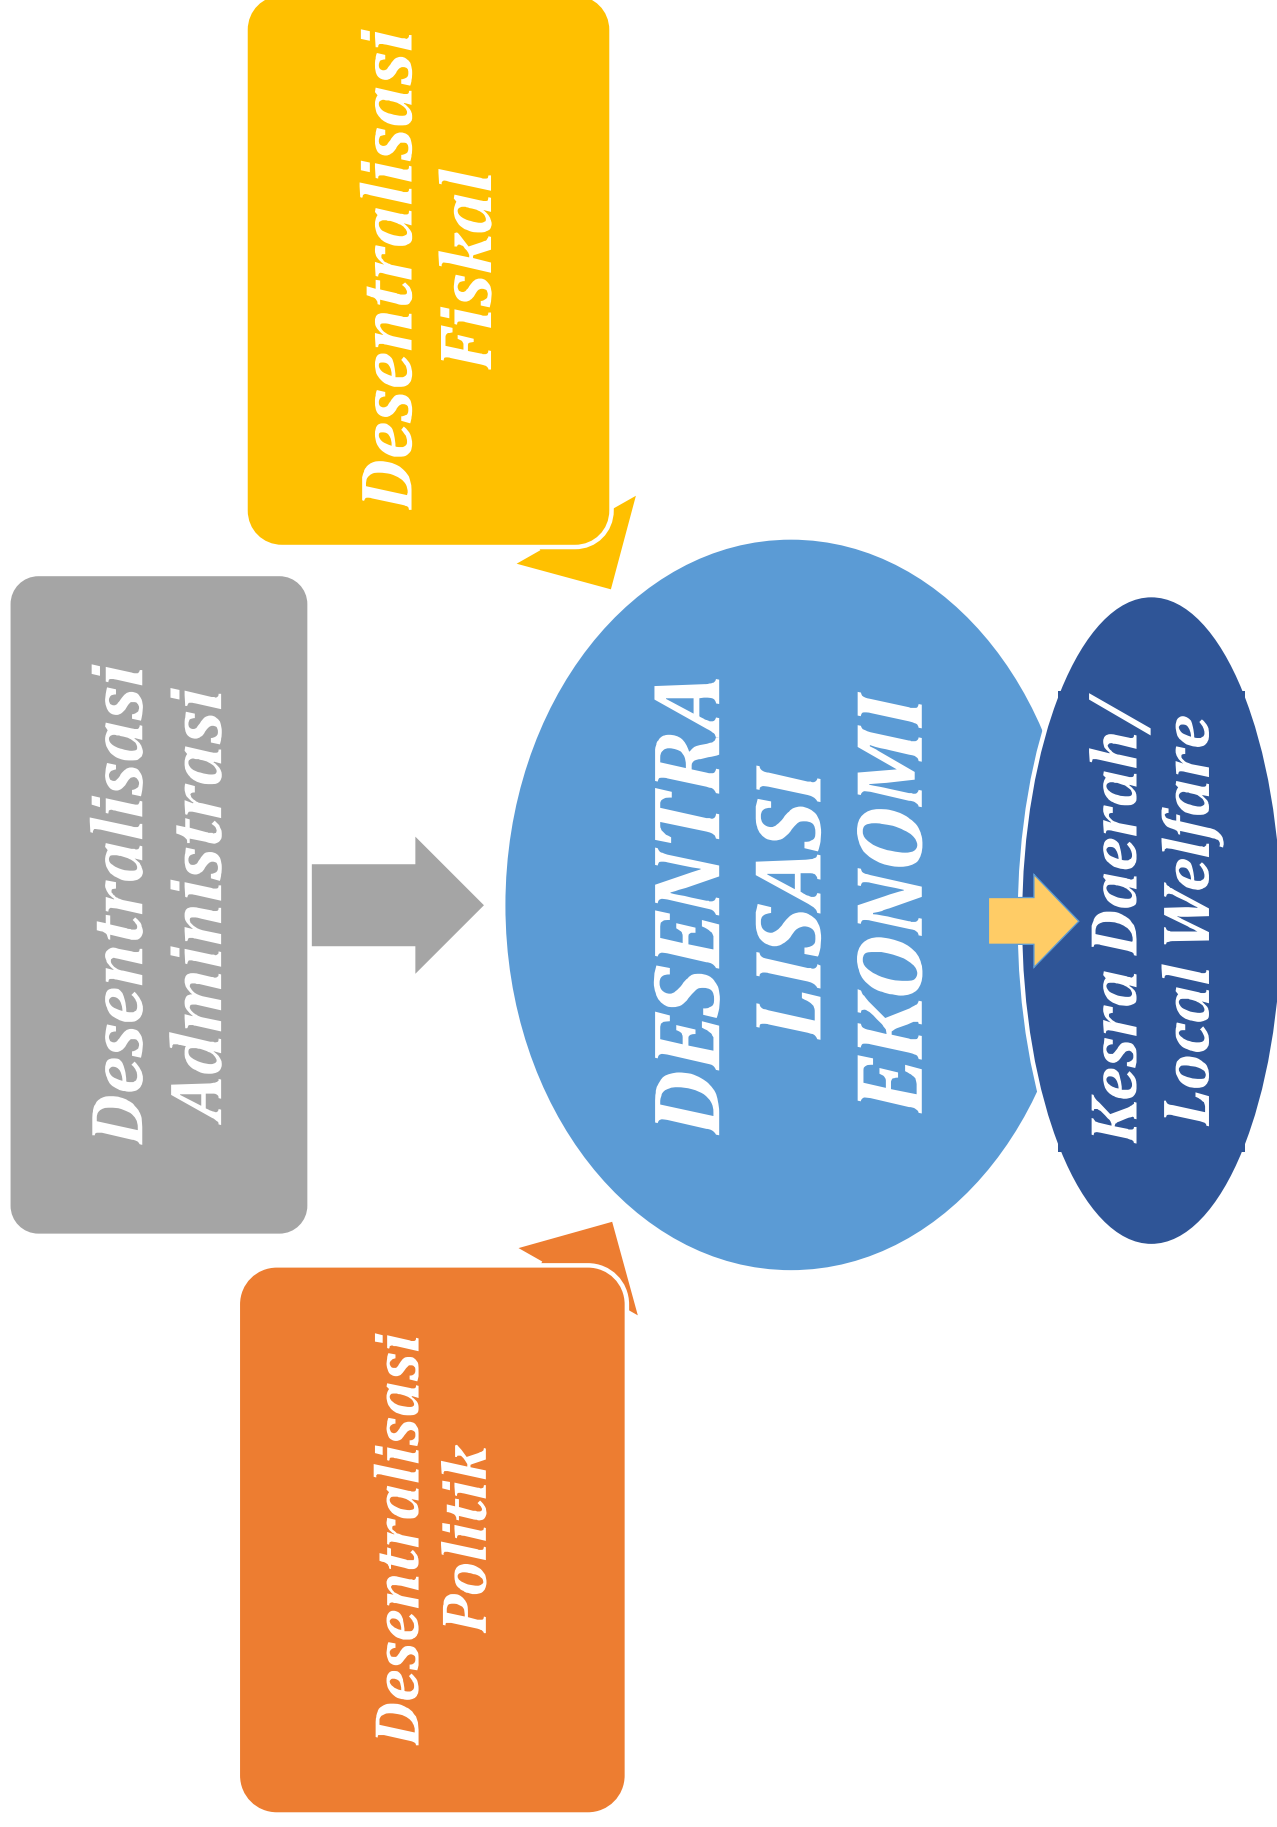 Desentralisasi
Politik
Desentralisasi
Administrasi
Desentralisasi
Fiskal
DESENTRA
LISASI
EKONOMI
Kesra Daerah/
Local Welfare